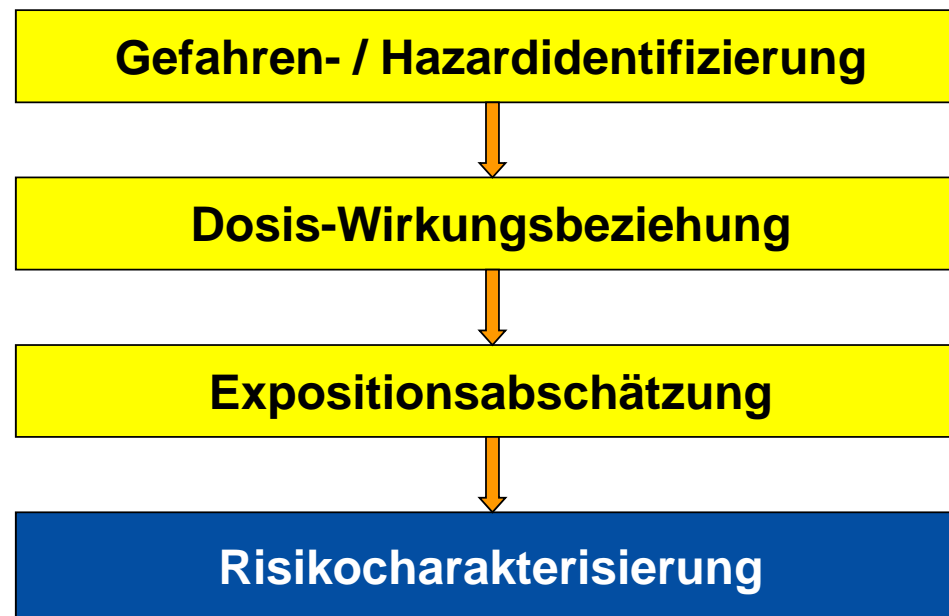 Gefahren- / Hazardidentifizierung
Dosis-Wirkungsbeziehung
Expositionsabschätzung
Risikocharakterisierung